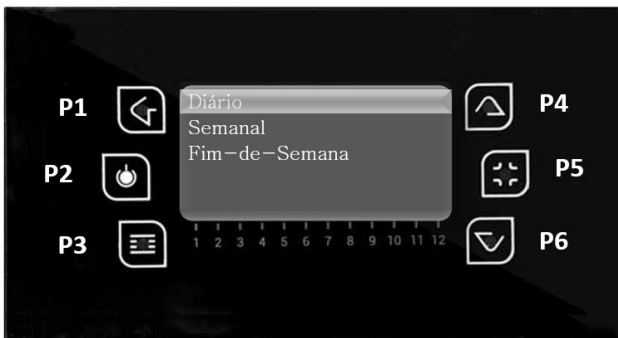 P1
P2
P3
Diário
Semanal
Fim-de-Semana
1 2 3 4 5 6 7 8 9 10 11 12
P4
P5
P6